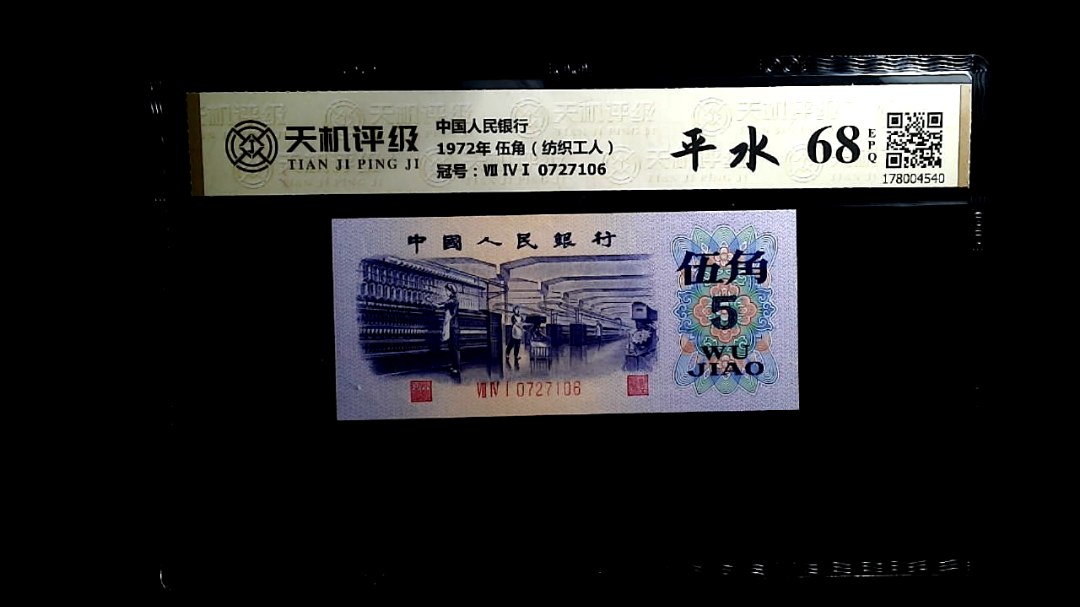 天机评级
TIAN JI PING JI
中国人民银行
1972年 伍角（纺织工人）
冠号：Ⅶ Ⅳ Ⅰ 0727106
平水 68 EPQ
178004540
中國人民銀行
伍角
5
WU
JIAO
Ⅶ Ⅳ Ⅰ 0727106